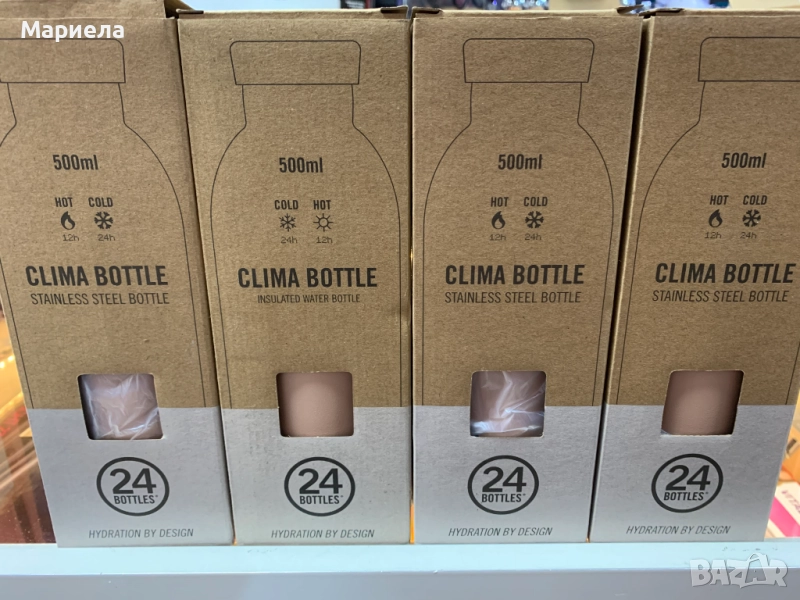 Мариела
500ml
HOT COLD
12h 24h
CLIMA BOTTLE
STAINLESS STEEL BOTTLE
24
BOTTLES®
HYDRATION BY DESIGN
500ml
COLD HOT
24h 12h
CLIMA BOTTLE
INSULATED WATER BOTTLE
24
BOTTLES®
HYDRATION BY DESIGN
500ml
HOT COLD
12h 24h
CLIMA BOTTLE
STAINLESS STEEL BOTTLE
24
BOTTLES®
HYDRATION BY DESIGN
500ml
HOT COLD
12h 24h
CLIMA BOTTLE
STAINLESS STEEL BOTTLE
24
BOTTLES®
HYDRATION BY DESIGN
BAZAR